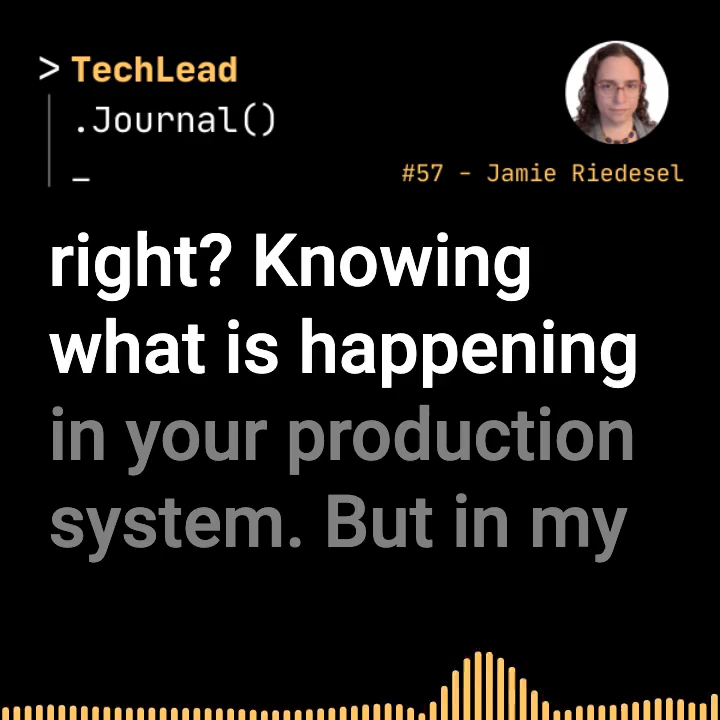 > TechLead
.Journal()
_
#57 - Jamie Riedesel
right? Knowing
what is happening
in your production
system. But in my